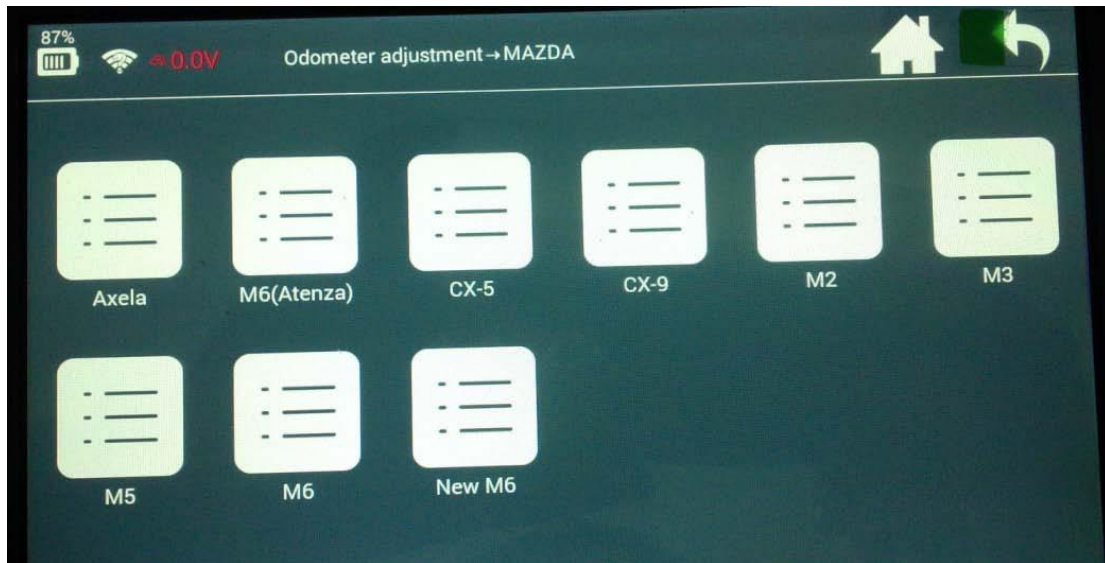 87%
0.0V
Odometer adjustment→MAZDA
Axela
M6(Atenza)
CX-5
CX-9
M2
M3
M5
M6
New M6